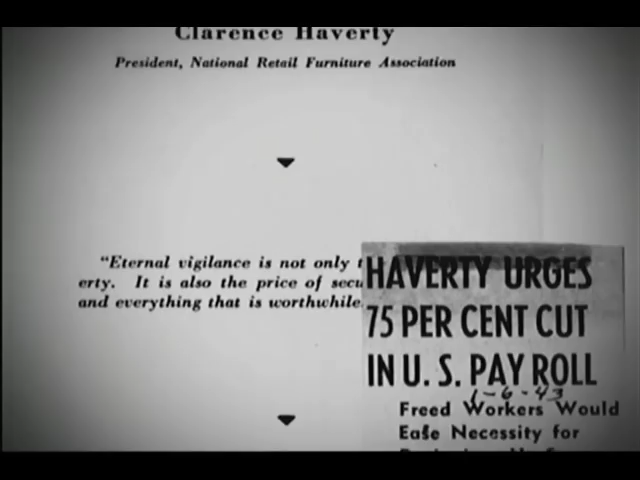 Clarence Haverty
President, National Retail Furniture Association
"Eternal vigilance is not only
erty. It is also the price of secu
and everything that is worthwhile
HAVERTY URGES
75 PER CENT CUT
IN U. S. PAY ROLL
1-6-43
Freed Workers Would
Ease Necessity for